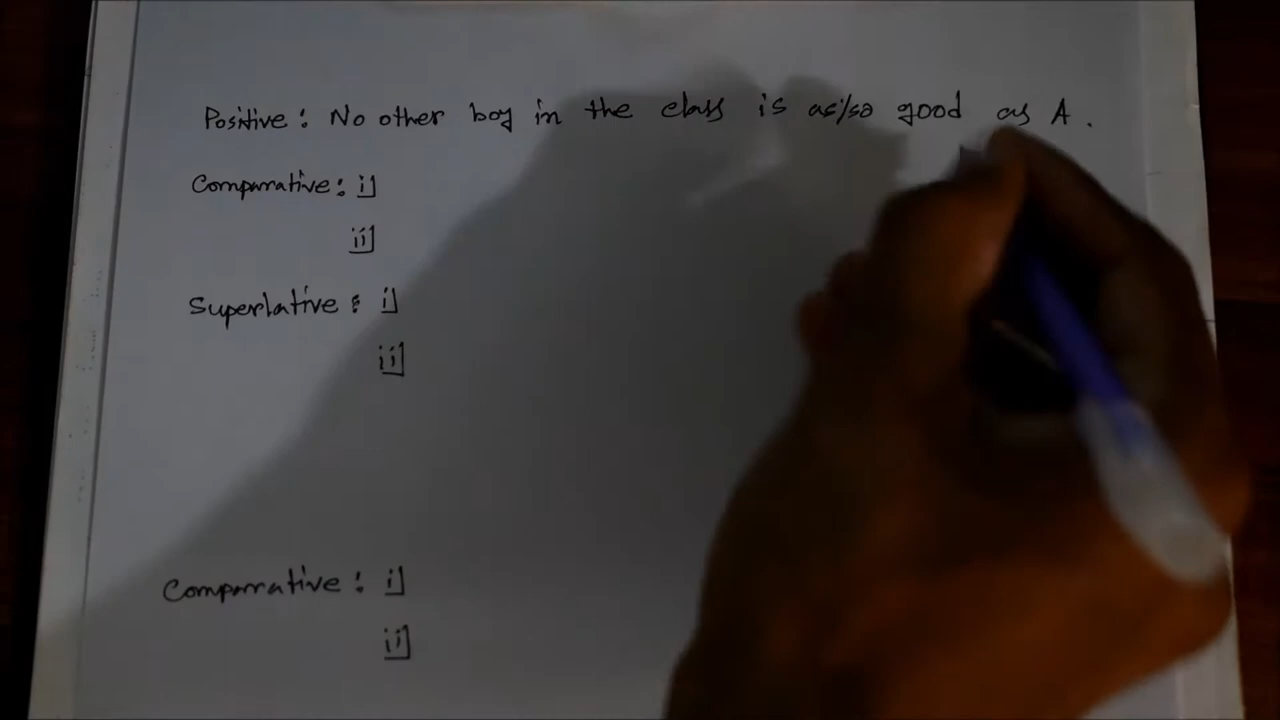 Positive: No other boy in the class is as/so good as A.
Comparative: i]
ii]
Superlative: i]
ii]
Comparative: i]
ii]